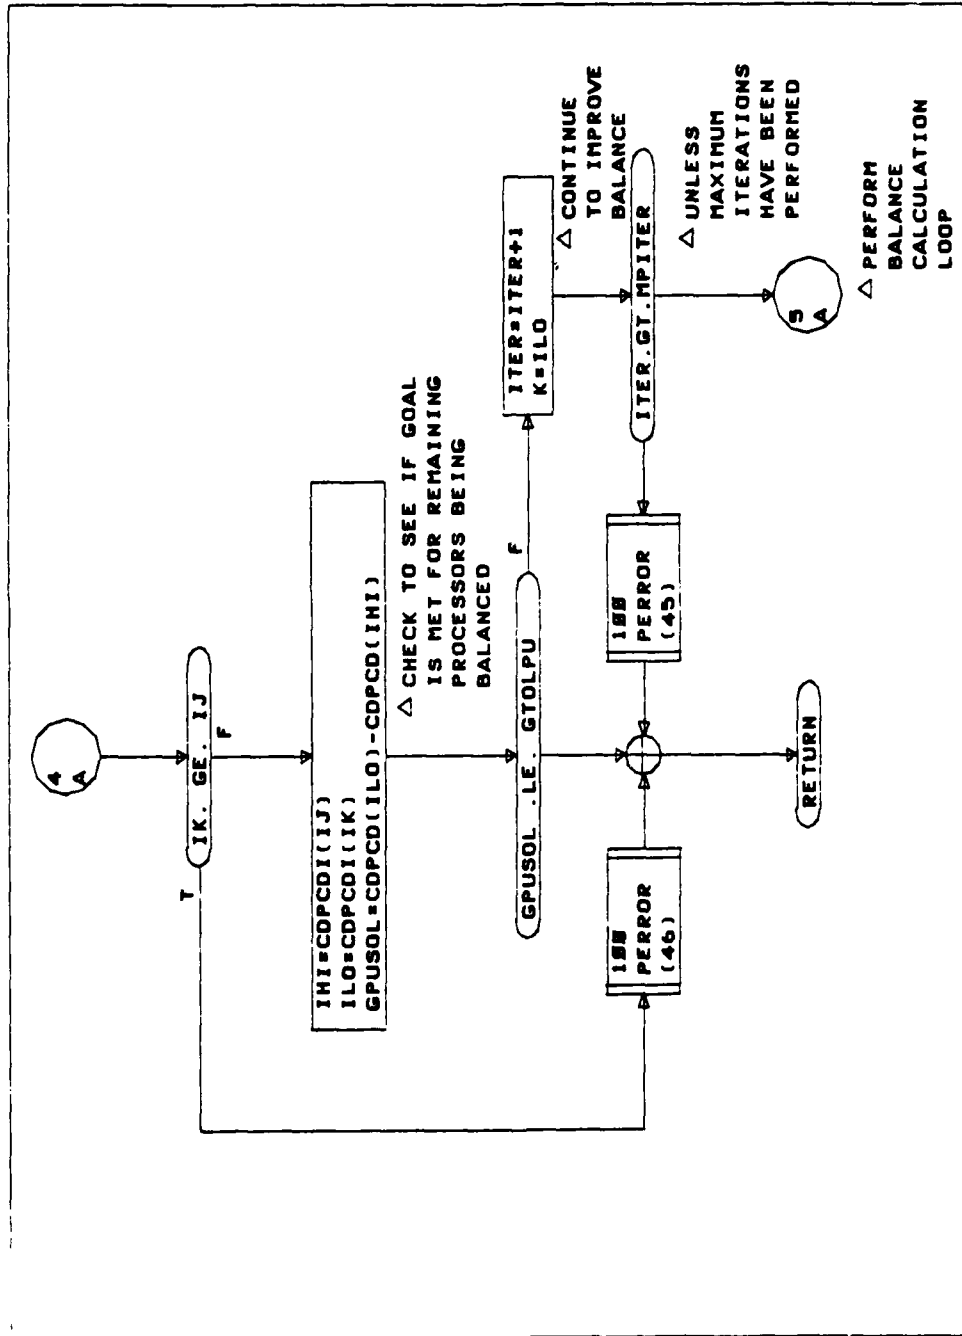 4
A
IK. GE. IJ
T
F
IHI=CDPCDI(IJ)
ILO=CDPCDI(IK)
GPUSOL=CDPCD(ILO)-CDPCD(IHI)
△ CHECK TO SEE IF GOAL
IS MET FOR REMAINING
PROCESSORS BEING
BALANCED
GPUSOL .LE. GTOLPU
F
ITER=ITER+1
K=ILO
△ CONTINUE
TO IMPROVE
BALANCE
ITER.GT.MPITER
△ UNLESS
MAXIMUM
ITERATIONS
HAVE BEEN
PERFORMED
100
PERROR
(46)
100
PERROR
(45)
RETURN
5
A
△ PERFORM
BALANCE
CALCULATION
LOOP